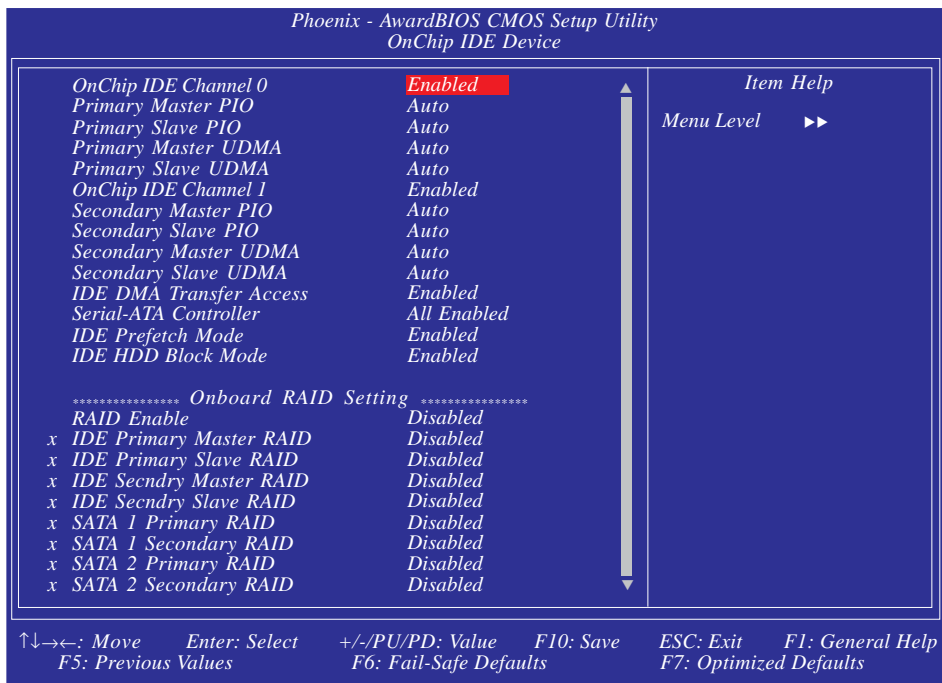 Phoenix - AwardBIOS CMOS Setup Utility
OnChip IDE Device
OnChip IDE Channel 0 Enabled
Primary Master PIO Auto
Primary Slave PIO Auto
Primary Master UDMA Auto
Primary Slave UDMA Auto
OnChip IDE Channel 1 Enabled
Secondary Master PIO Auto
Secondary Slave PIO Auto
Secondary Master UDMA Auto
Secondary Slave UDMA Auto
IDE DMA Transfer Access Enabled
Serial-ATA Controller All Enabled
IDE Prefetch Mode Enabled
IDE HDD Block Mode Enabled
**************** Onboard RAID Setting ****************
RAID Enable Disabled
x IDE Primary Master RAID Disabled
x IDE Primary Slave RAID Disabled
x IDE Secndry Master RAID Disabled
x IDE Secndry Slave RAID Disabled
x SATA 1 Primary RAID Disabled
x SATA 1 Secondary RAID Disabled
x SATA 2 Primary RAID Disabled
x SATA 2 Secondary RAID Disabled
Item Help
Menu Level ▶▶
↑↓→←: Move Enter: Select +/-/PU/PD: Value F10: Save ESC: Exit F1: General Help
F5: Previous Values F6: Fail-Safe Defaults F7: Optimized Defaults